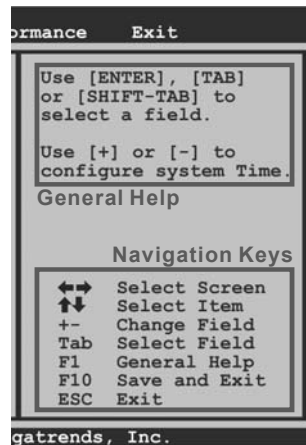 ormance Exit
Use [ENTER], [TAB]
or [SHIFT-TAB] to
select a field.
Use [+] or [-] to
configure system Time.
General Help
Navigation Keys
←→ Select Screen
↑↓ Select Item
+- Change Field
Tab Select Field
F1 General Help
F10 Save and Exit
ESC Exit
gatrends, Inc.